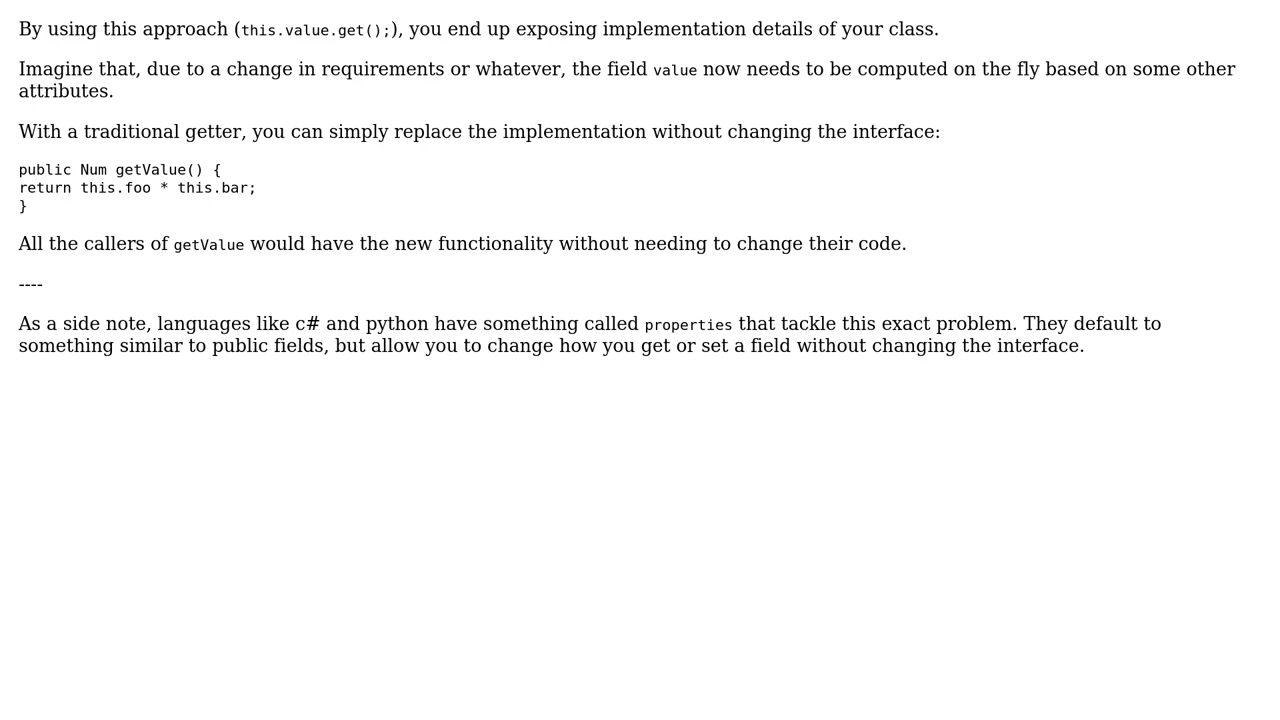 By using this approach (this.value.get();), you end up exposing implementation details of your class.
Imagine that, due to a change in requirements or whatever, the field value now needs to be computed on the fly based on some other
attributes.
With a traditional getter, you can simply replace the implementation without changing the interface:
public Num getValue() {
return this.foo * this.bar;
}
All the callers of getValue would have the new functionality without needing to change their code.
----
As a side note, languages like c# and python have something called properties that tackle this exact problem. They default to
something similar to public fields, but allow you to change how you get or set a field without changing the interface.